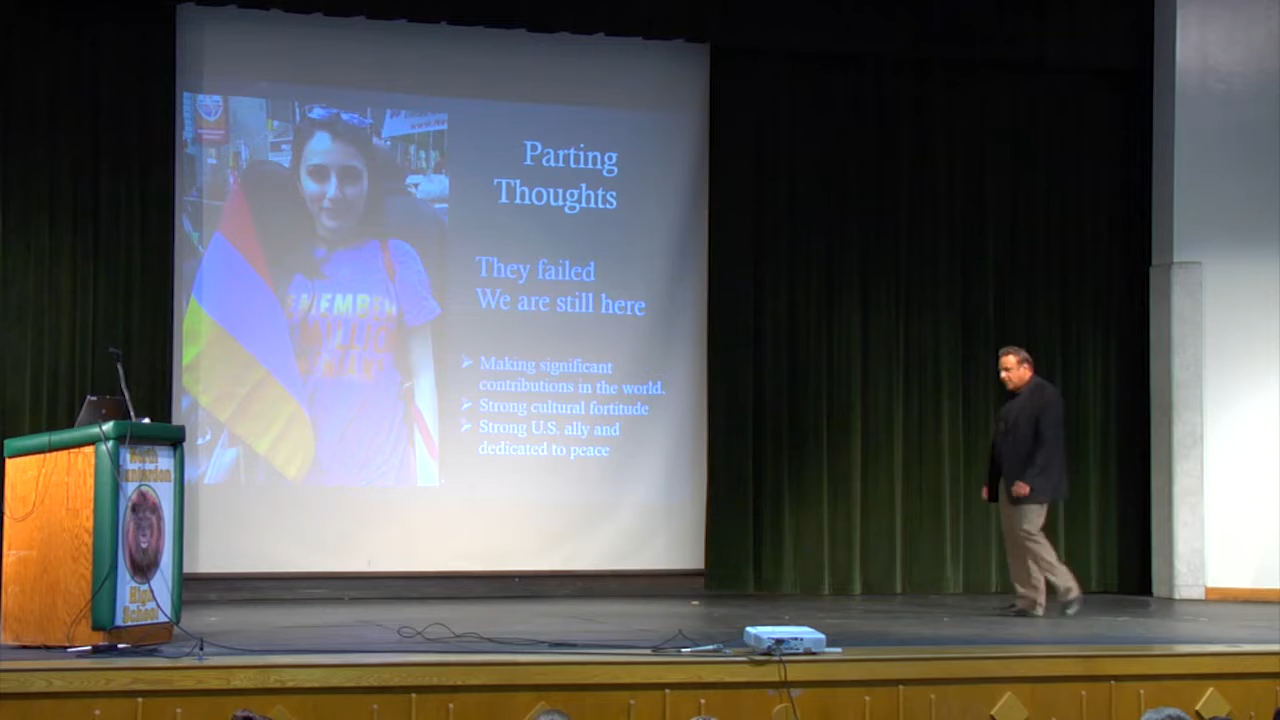 Parting
Thoughts
They failed
We are still here
➢ Making significant
contributions in the world.
➢ Strong cultural fortitude
➢ Strong U.S. ally and
dedicated to peace
High
School